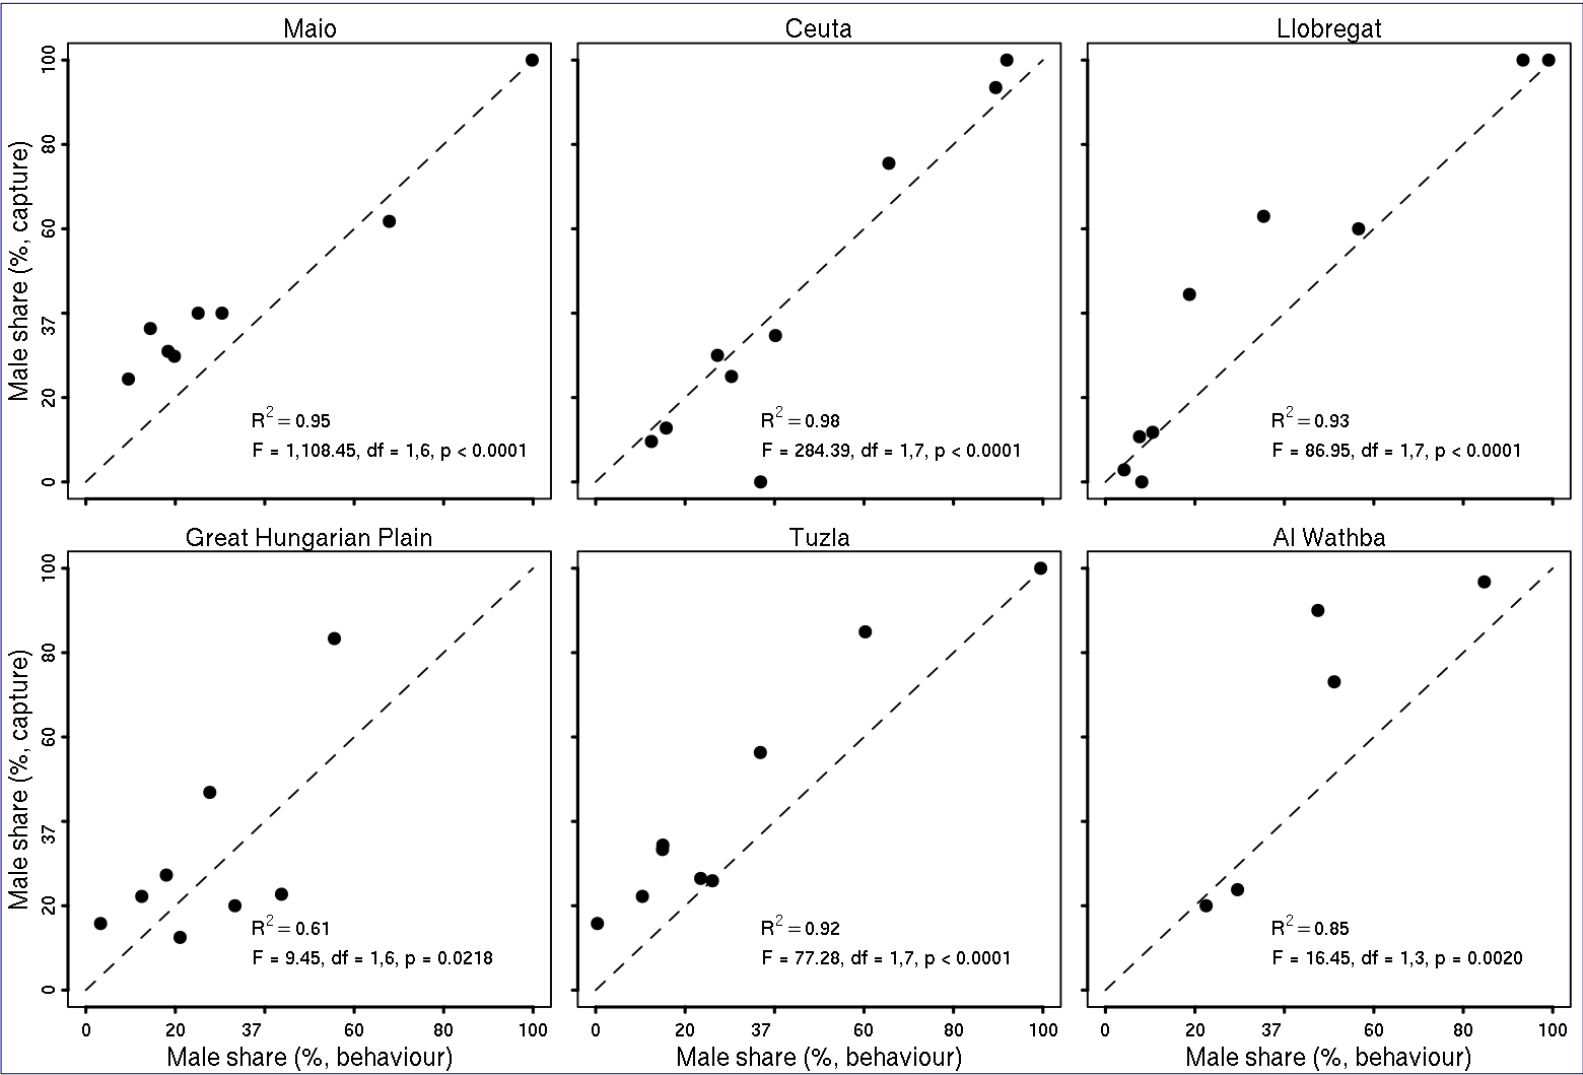 Maio
Ceuta
Llobregat
Male share (%, capture)
100
80
60
37
20
0
R2 = 0.95
F = 1,108.45, df = 1,6, p < 0.0001
R2 = 0.98
F = 284.39, df = 1,7, p < 0.0001
R2 = 0.93
F = 86.95, df = 1,7, p < 0.0001
Great Hungarian Plain
Tuzla
Al Wathba
Male share (%, capture)
100
80
60
37
20
0
R2 = 0.61
F = 9.45, df = 1,6, p = 0.0218
R2 = 0.92
F = 77.28, df = 1,7, p < 0.0001
R2 = 0.85
F = 16.45, df = 1,3, p = 0.0020
0 20 37 60 80 100
0 20 37 60 80 100
0 20 37 60 80 100
Male share (%, behaviour)
Male share (%, behaviour)
Male share (%, behaviour)